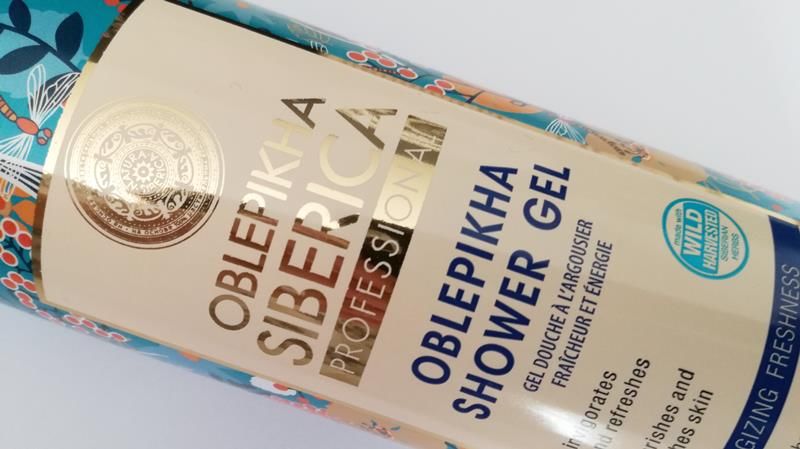 OBLEPIKHA
SIBERICA
PROFESSIONAL
OBLEPIKHA
SHOWER GEL
GEL DOUCHE À L'ARGOUSIER
FRAÎCHEUR ET ÉNERGIE
made with
WILD
HARVESTED
SIBERIAN
HERBS
invigorates
nd refreshes
rishes and
hes skin
GIZING FRESHNESS